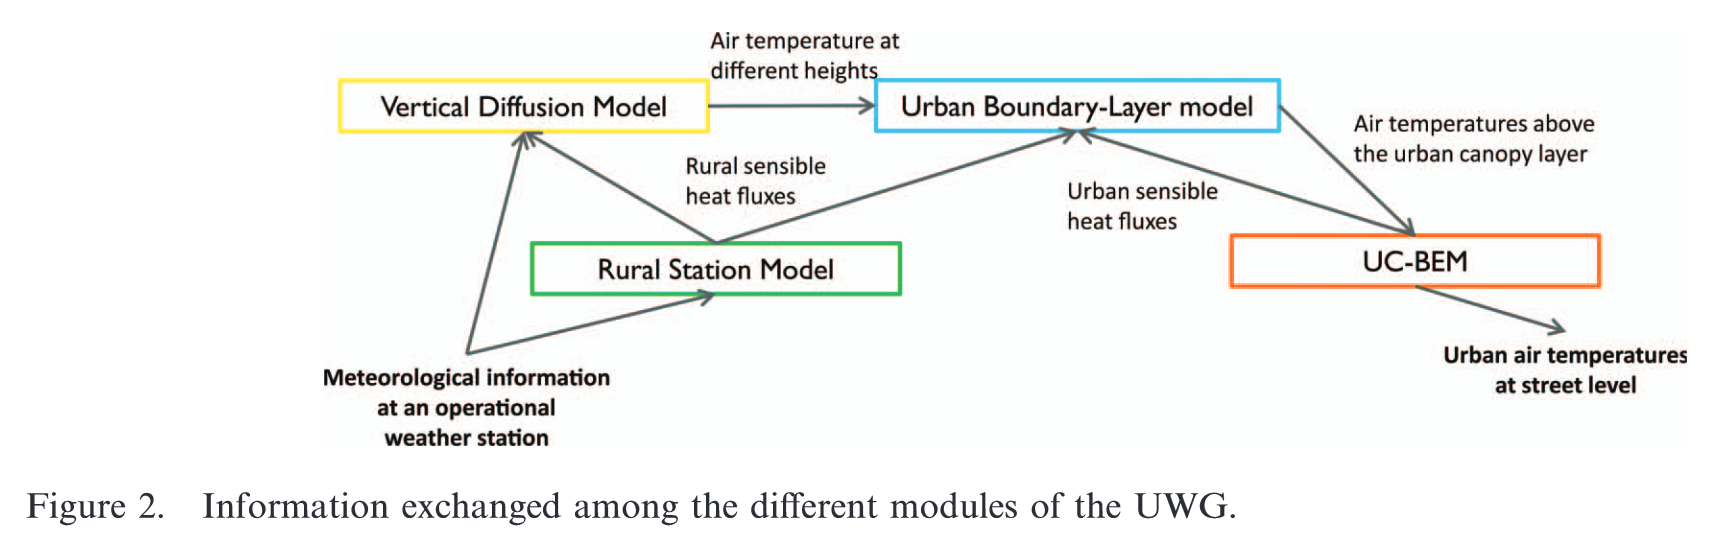 Air temperature at
different heights
Vertical Diffusion Model
Urban Boundary-Layer model
Air temperatures above
the urban canopy layer
Rural sensible
heat fluxes
Urban sensible
heat fluxes
Rural Station Model
UC-BEM
Meteorological information
at an operational
weather station
Urban air temperatures
at street level
Figure 2. Information exchanged among the different modules of the UWG.